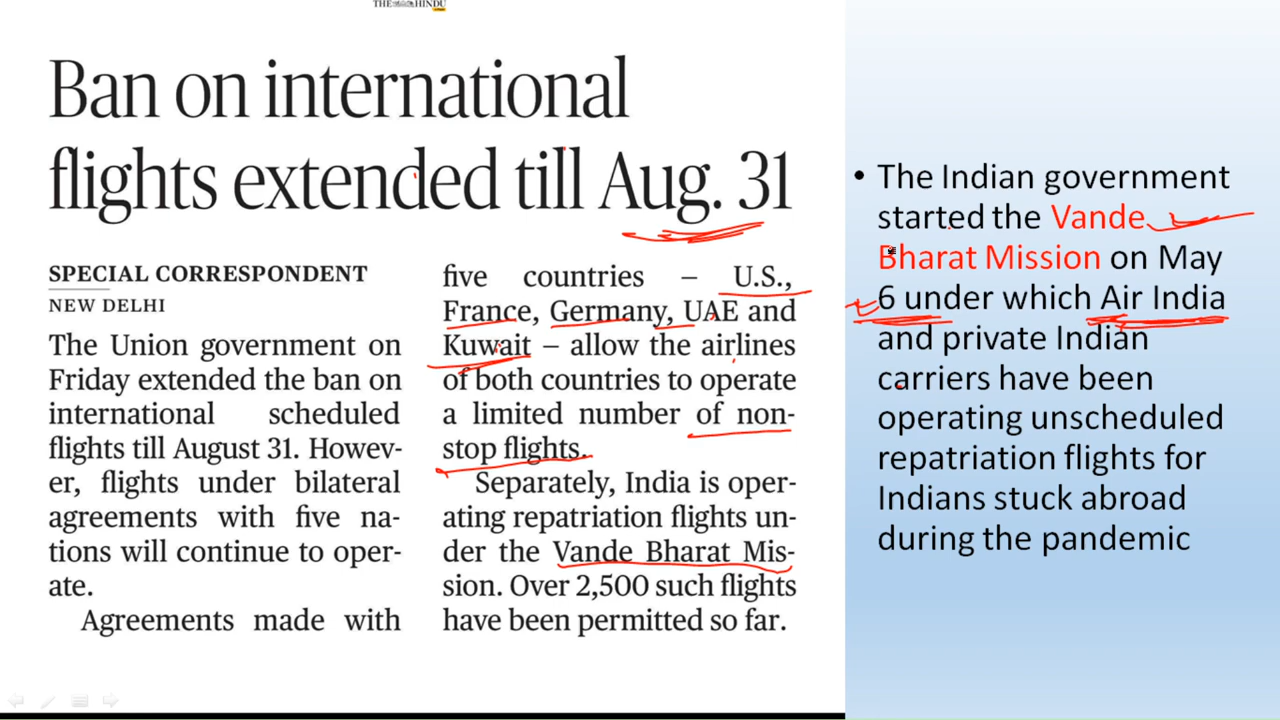 THE HINDU
Ban on international
flights extended till Aug. 31
SPECIAL CORRESPONDENT
NEW DELHI
The Union government on
Friday extended the ban on
international scheduled
flights till August 31. Howev-
er, flights under bilateral
agreements with five na-
tions will continue to oper-
ate.
Agreements made with
five countries – U.S.,
France, Germany, UAE and
Kuwait – allow the airlines
of both countries to operate
a limited number of non-
stop flights.
Separately, India is oper-
ating repatriation flights un-
der the Vande Bharat Mis-
sion. Over 2,500 such flights
have been permitted so far.
• The Indian government
started the Vande
Bharat Mission on May
6 under which Air India
and private Indian
carriers have been
operating unscheduled
repatriation flights for
Indians stuck abroad
during the pandemic